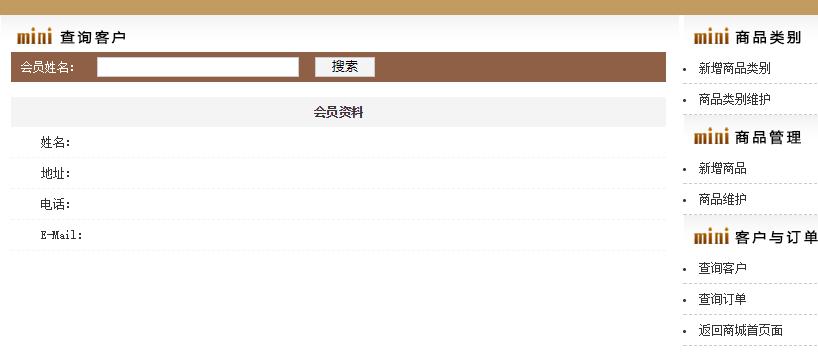 mini 查询客户
会员姓名： 搜索
会员资料
姓名：
地址：
电话：
E-Mail：
mini 商品类别
新增商品类别
商品类别维护
mini 商品管理
新增商品
商品维护
mini 客户与订单
查询客户
查询订单
返回商城首页面